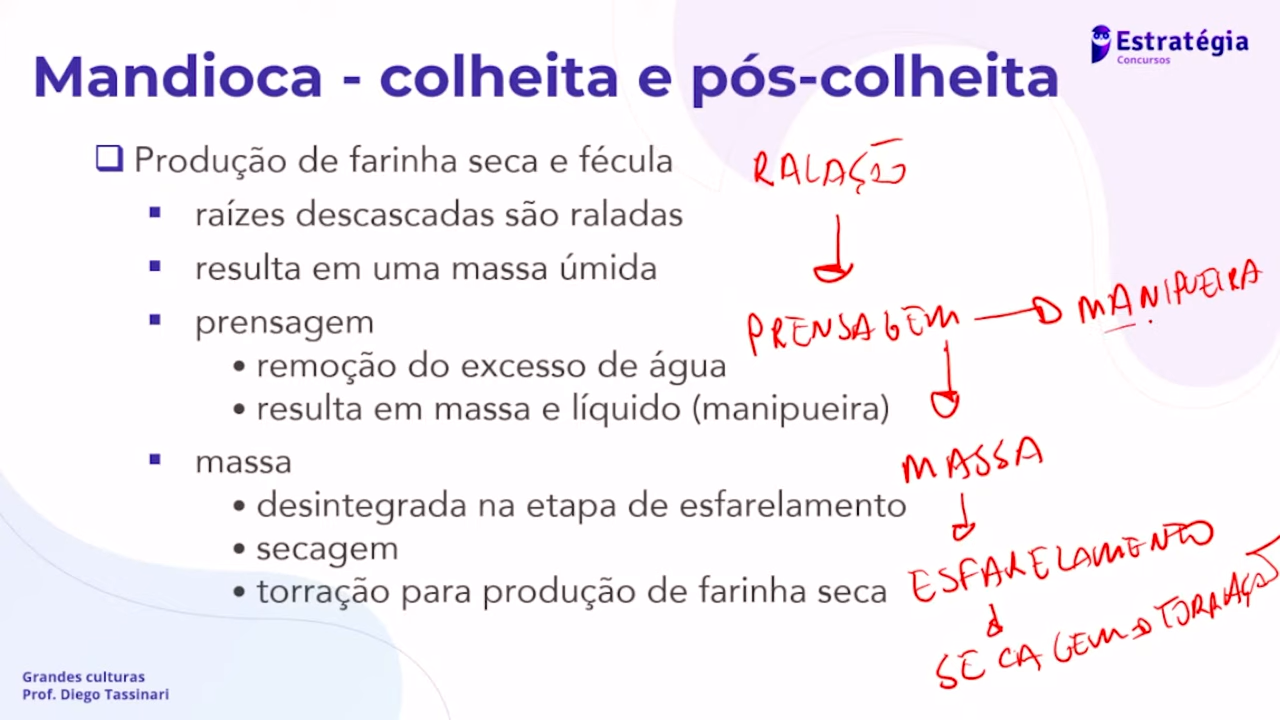 Estratégia
Concursos
Mandioca - colheita e pós-colheita
Produção de farinha seca e fécula
raízes descascadas são raladas
resulta em uma massa úmida
prensagem
• remoção do excesso de água
• resulta em massa e líquido (manipueira)
massa
• desintegrada na etapa de esfarelamento
• secagem
• torração para produção de farinha seca
RALAÇÃO
PRENSAGEM → MANIPUEIRA
MASSA
ESFARELAMENTO
SECAGEM → TORRAÇÃO
Grandes culturas
Prof. Diego Tassinari